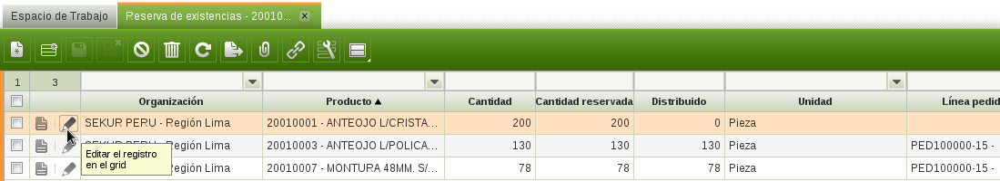 Espacio de Trabajo
Reserva de existencias - 20010... x
1 3
Organización Producto Cantidad Cantidad reservada Distribuido Unidad Línea pedid
SEKUR PERU - Región Lima 20010001 - ANTEOJO L/CRISTA... 200 200 0 Pieza
SEKUR PERU - Región Lima 20010003 - ANTEOJO L/POLICA... 130 130 130 Pieza PED100000-15 -
Región Lima 20010007 - MONTURA 48MM. S/... 78 78 78 Pieza PED100000-15 -
Editar el registro
en el grid